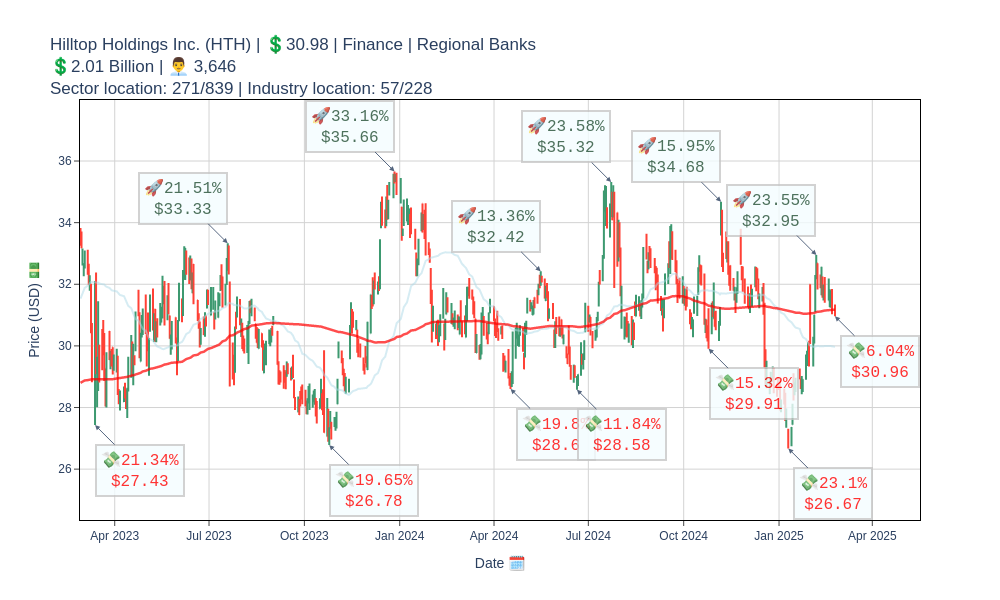 Hilltop Holdings Inc. (HTH) | 💲30.98 | Finance | Regional Banks
💲2.01 Billion | 👨‍💼 3,646
Sector location: 271/839 | Industry location: 57/228
🚀33.16%
$35.66
🚀23.58%
$35.32
🚀15.95%
$34.68
🚀21.51%
$33.33
🚀13.36%
$32.42
🚀23.55%
$32.95
💸6.04%
$30.96
💸15.32%
$29.91
💸19.8
$28.6
💸11.84%
$28.58
💸21.34%
$27.43
💸19.65%
$26.78
💸23.1%
$26.67
36
34
32
30
28
26
Price (USD) 💵
Apr 2023
Jul 2023
Oct 2023
Jan 2024
Apr 2024
Jul 2024
Oct 2024
Jan 2025
Apr 2025
Date 🗓️